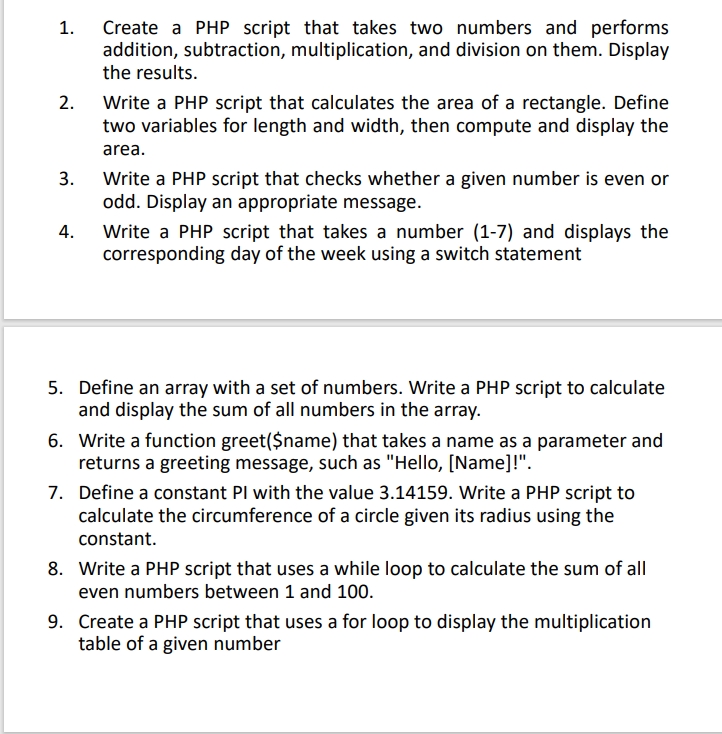 1. Create a PHP script that takes two numbers and performs
addition, subtraction, multiplication, and division on them. Display
the results.
2. Write a PHP script that calculates the area of a rectangle. Define
two variables for length and width, then compute and display the
area.
3. Write a PHP script that checks whether a given number is even or
odd. Display an appropriate message.
4. Write a PHP script that takes a number (1-7) and displays the
corresponding day of the week using a switch statement
5. Define an array with a set of numbers. Write a PHP script to calculate
and display the sum of all numbers in the array.
6. Write a function greet($name) that takes a name as a parameter and
returns a greeting message, such as "Hello, [Name]!".
7. Define a constant PI with the value 3.14159. Write a PHP script to
calculate the circumference of a circle given its radius using the
constant.
8. Write a PHP script that uses a while loop to calculate the sum of all
even numbers between 1 and 100.
9. Create a PHP script that uses a for loop to display the multiplication
table of a given number